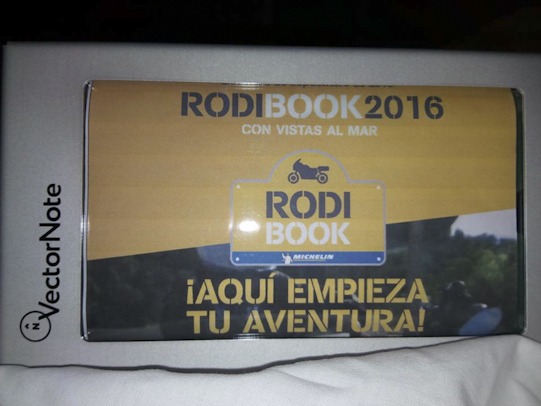 RODIBOOK2016
CON VISTAS AL MAR
RODI
BOOK
MICHELIN
¡AQUÍ EMPIEZA
TU AVENTURA!
N
VectorNote